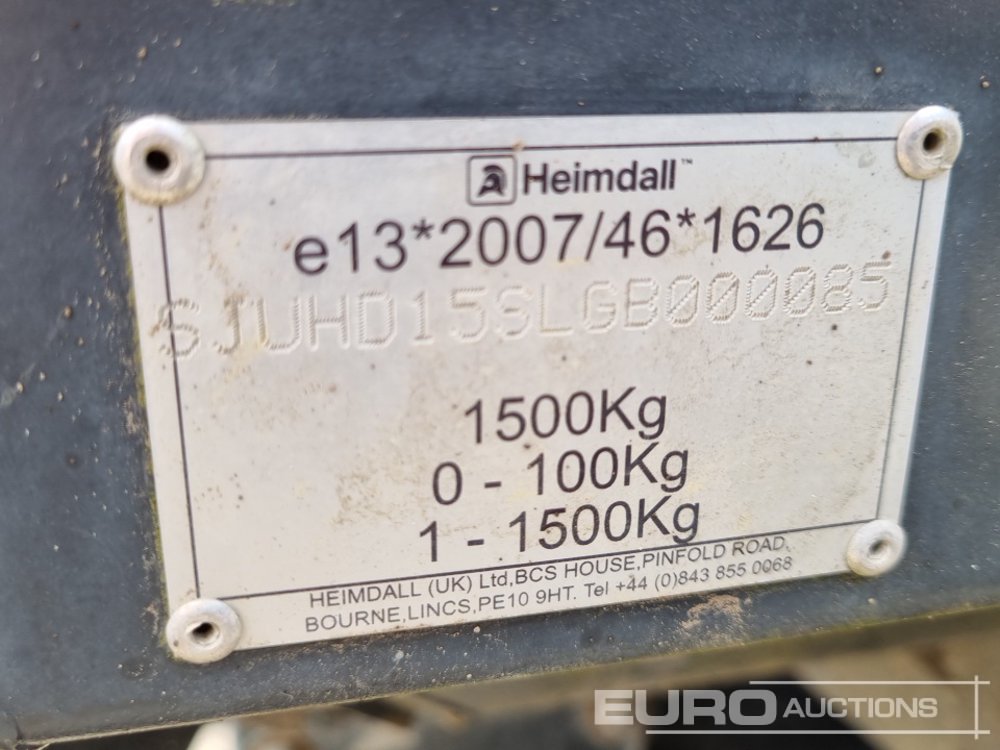 Heimdall™
e13*2007/46*1626
SJUHD15SLGB000085
1500Kg
0 - 100Kg
1 - 1500Kg
HEIMDALL (UK) Ltd,BCS HOUSE,PINFOLD ROAD,
BOURNE,LINCS,PE10 9HT. Tel +44 (0)843 855 0068
EURO AUCTIONS